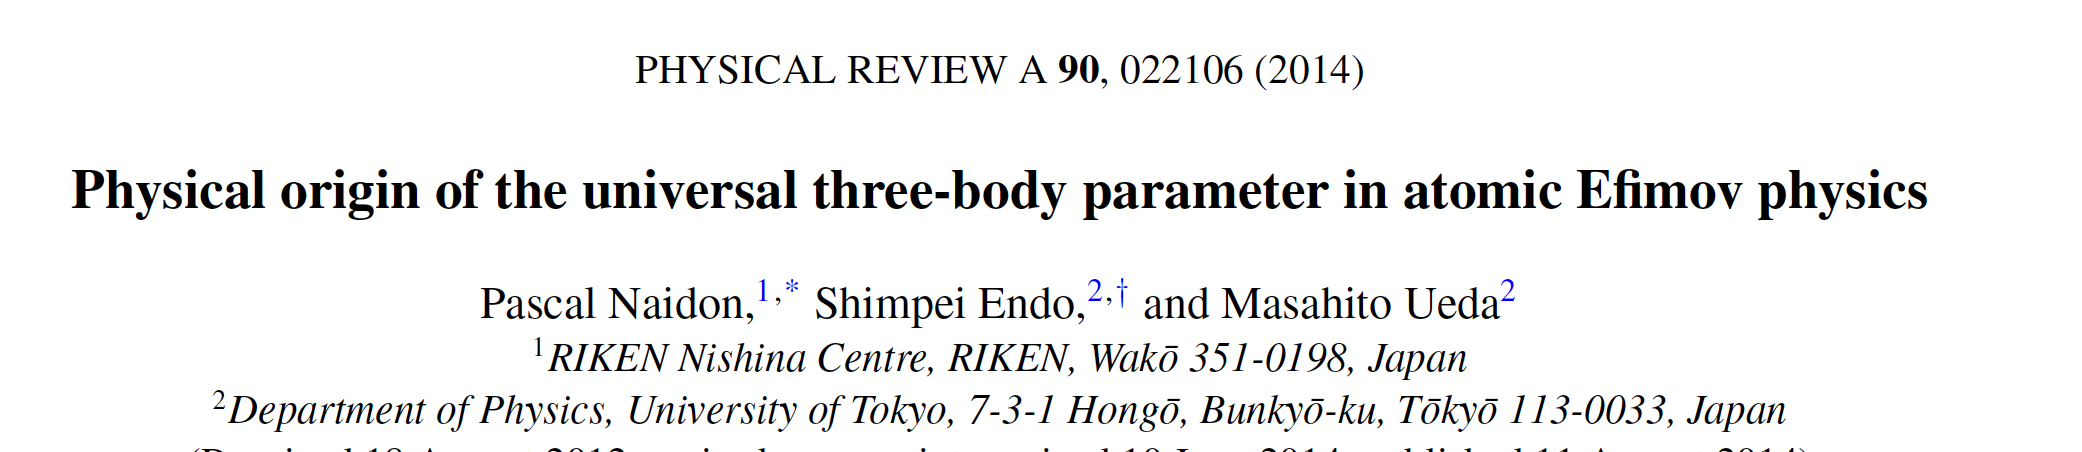 PHYSICAL REVIEW A 90, 022106 (2014)
Physical origin of the universal three-body parameter in atomic Efimov physics
Pascal Naidon,1,* Shimpei Endo,2,† and Masahito Ueda2
1RIKEN Nishina Centre, RIKEN, Wakō 351-0198, Japan
2Department of Physics, University of Tokyo, 7-3-1 Hongō, Bunkyō-ku, Tōkyō 113-0033, Japan